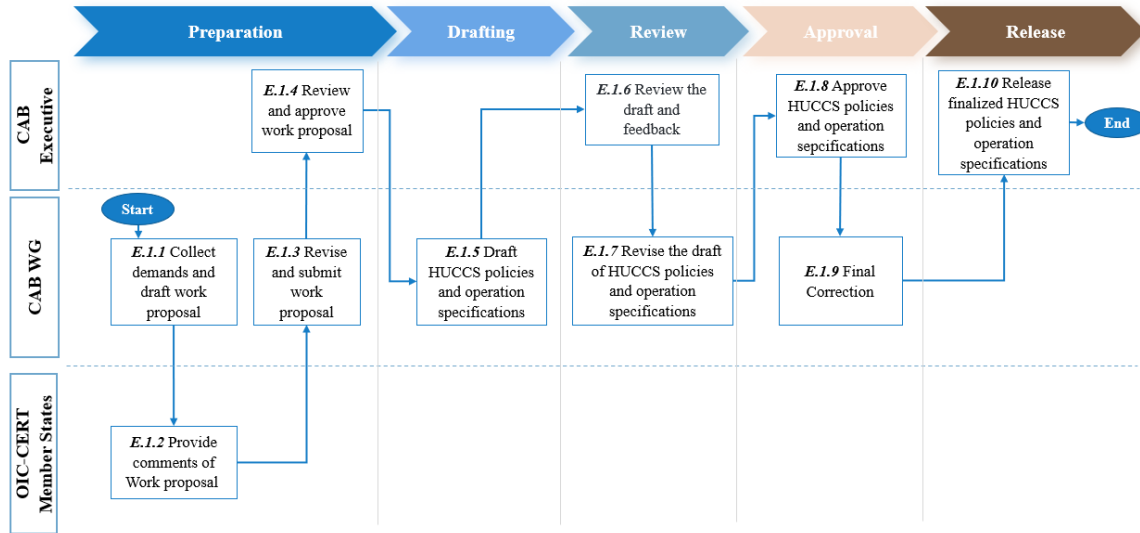 Preparation
Drafting
Review
Approval
Release
CAB
Executive
E.1.4 Review
and approve
work proposal
E.1.6 Review the
draft and
feedback
E.1.8 Approve
HUCCS policies
and operation
sepcifications
E.1.10 Release
finalized HUCCS
policies and
operation
specifications
End
CAB WG
Start
E.1.1 Collect
demands and
draft work
proposal
E.1.3 Revise
and submit
work
proposal
E.1.5 Draft
HUCCS policies
and operation
specifications
E.1.7 Revise the draft
of HUCCS policies
and operation
specifications
E.1.9 Final
Correction
OIC-CERT
Member States
E.1.2 Provide
comments of
Work proposal